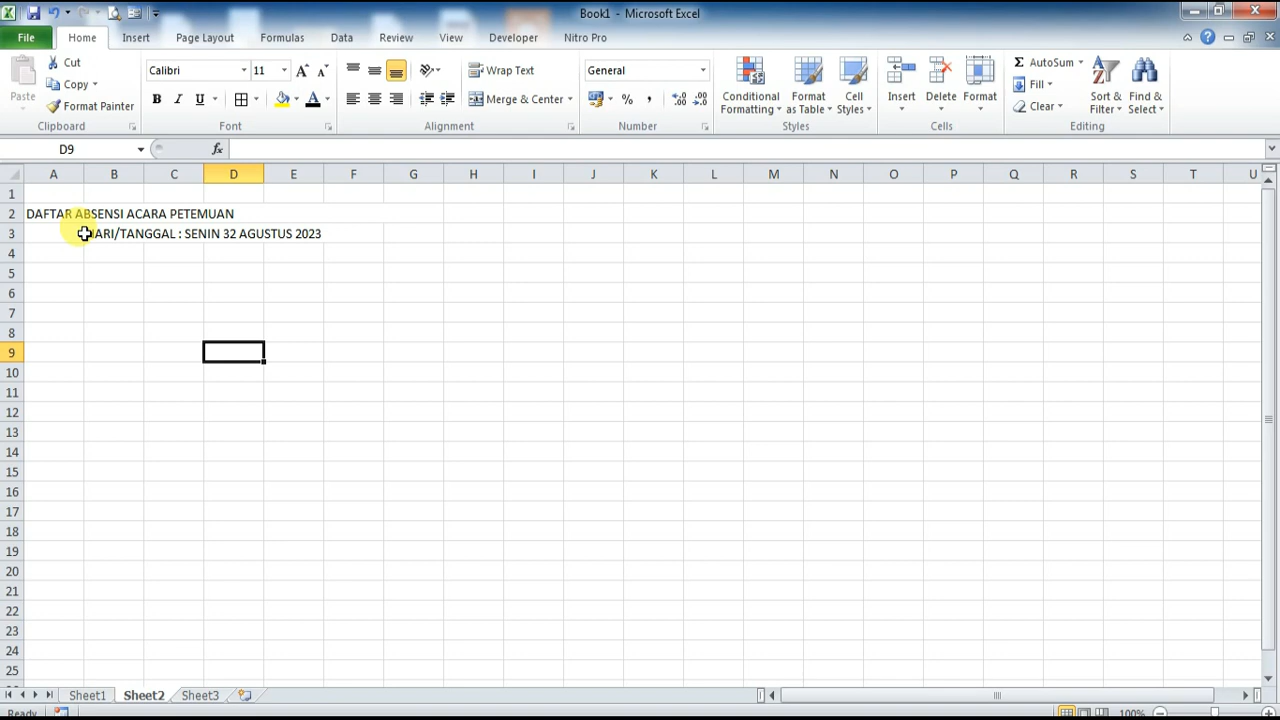 Book1 - Microsoft Excel
File Home Insert Page Layout Formulas Data Review View Developer Nitro Pro
Paste
Cut
Copy
Format Painter
Clipboard
Calibri 11
B I U A
Font
Wrap Text
Merge & Center
Alignment
General
% ,
Number
Conditional Formatting
Format as Table
Cell Styles
Styles
Insert Delete Format
Cells
Σ AutoSum
Fill
Clear
Sort & Filter
Find & Select
Editing
D9 fx
A B C D E F G H I J K L M N O P Q R S T U
1
2 DAFTAR ABSENSI ACARA PETEMUAN
3 HARI/TANGGAL : SENIN 32 AGUSTUS 2023
4
5
6
7
8
9
10
11
12
13
14
15
16
17
18
19
20
21
22
23
24
25
Sheet1 Sheet2 Sheet3
Ready 100%